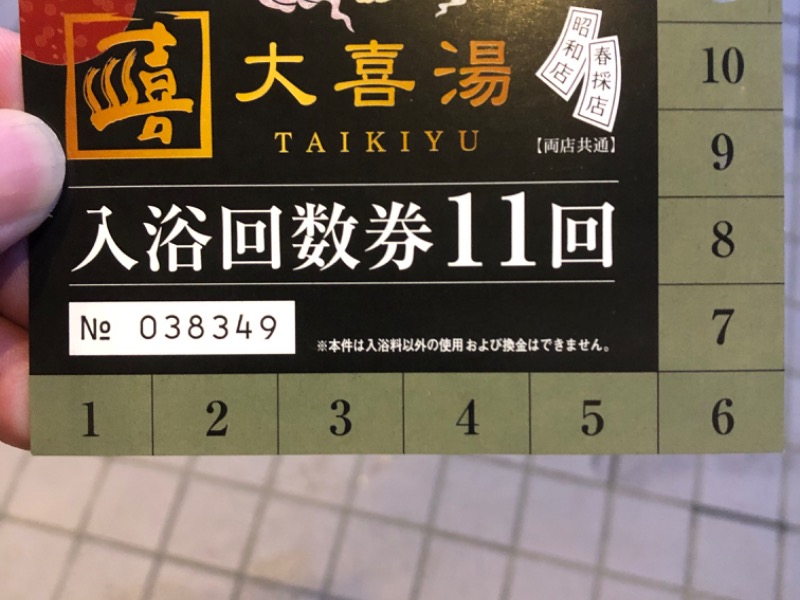 嘻
大喜湯
昭和店
春採店
TAIKIYU
【両店共通】
入浴回数券11回
№ 038349
※本件は入浴料以外の使用および換金はできません。
10
9
8
7
1 2 3 4 5 6